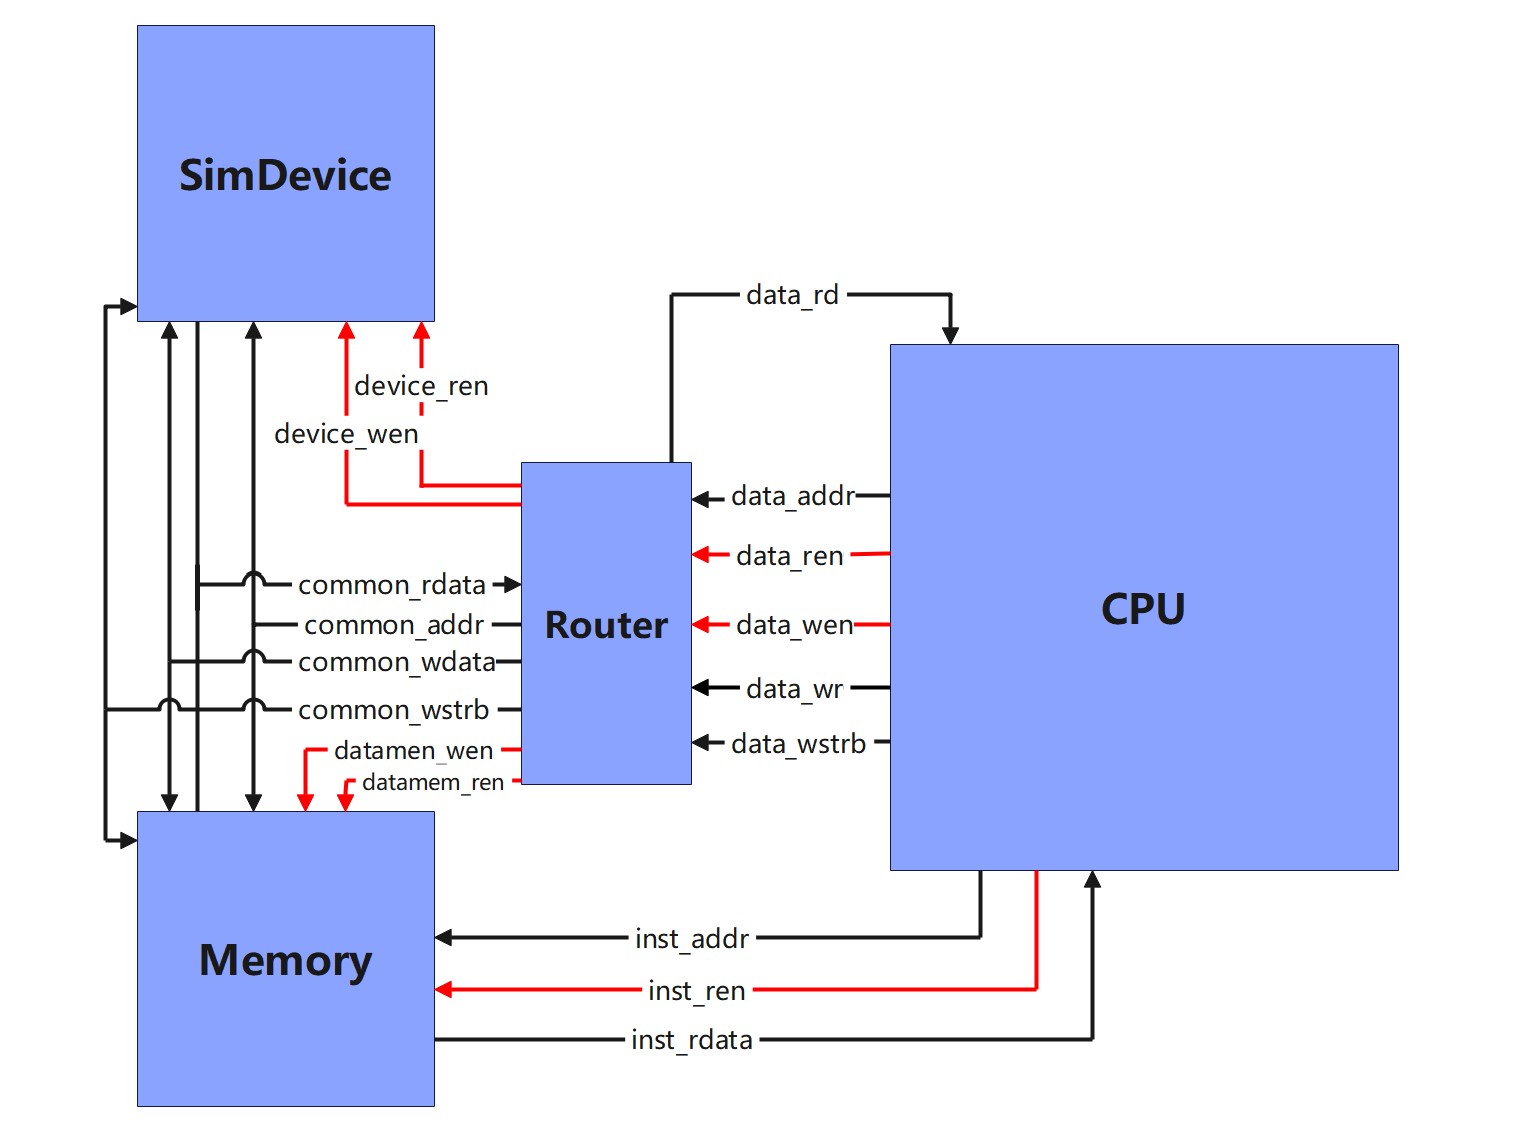 SimDevice
data_rd
device_ren
device_wen
data_addr
data_ren
common_rdata
CPU
common_addr
Router
data_wen
common_wdata
data_wr
common_wstrb
data_wstrb
datamen_wen
datamem_ren
inst_addr
Memory
inst_ren
inst_rdata